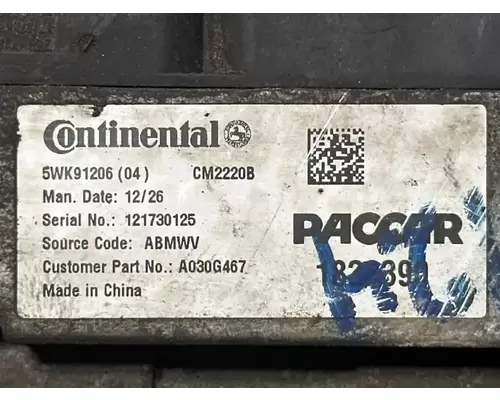 Continental
5WK91206 (04) CM2220B
Man. Date: 12/26
Serial No.: 121730125
Source Code: ABMWV PACCAR
Customer Part No.: A030G467
Made in China